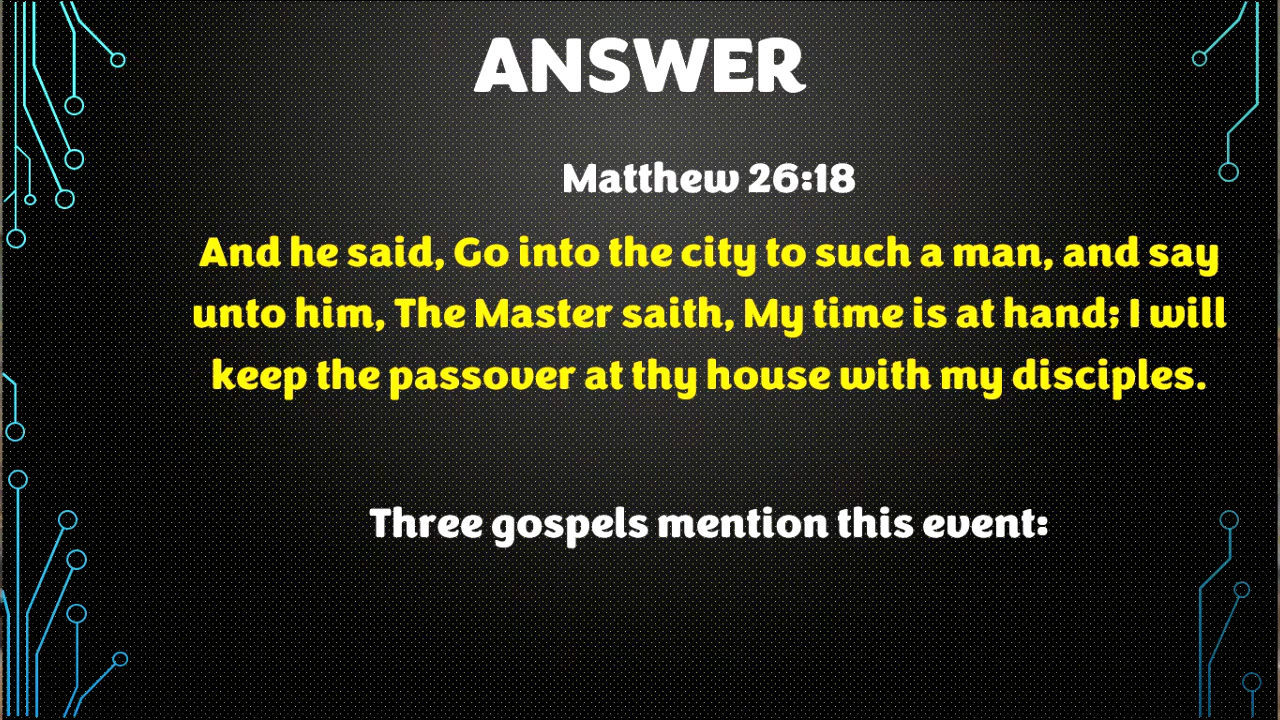 ANSWER
Matthew 26:18
And he said, Go into the city to such a man, and say
unto him, The Master saith, My time is at hand; I will
keep the passover at thy house with my disciples.
Three gospels mention this event: